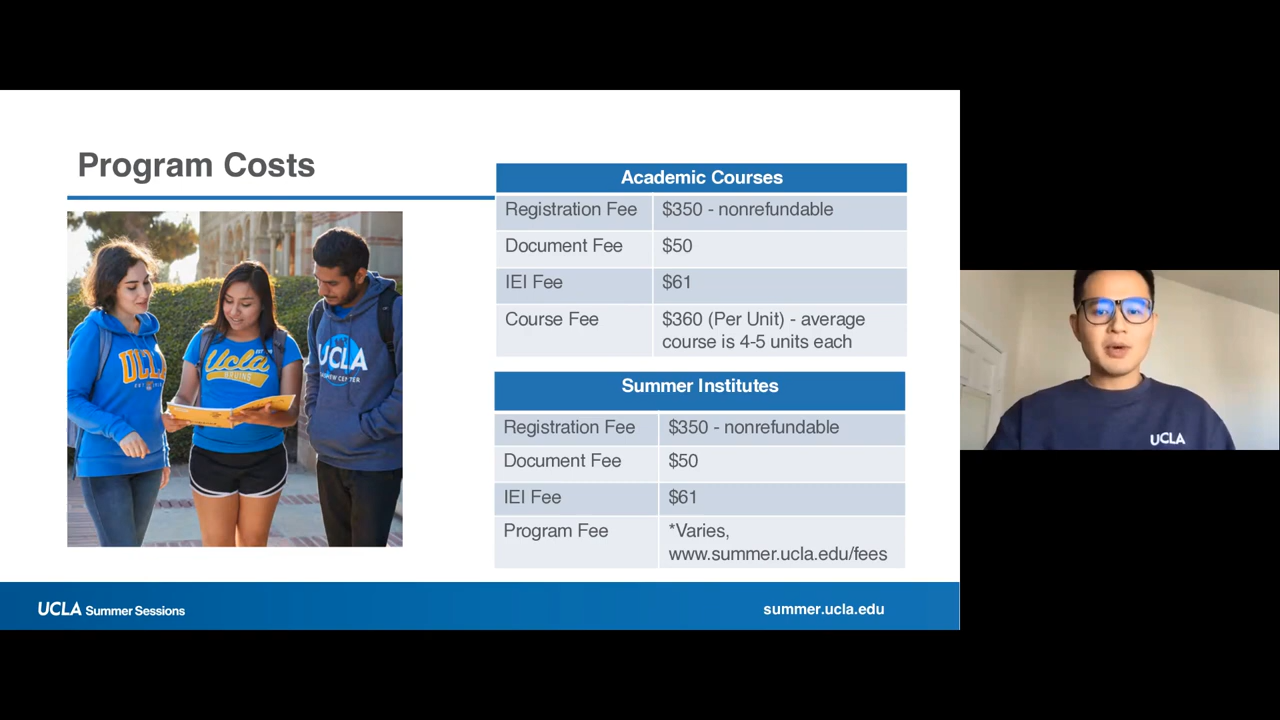 Program Costs
Academic Courses
Registration Fee $350 - nonrefundable
Document Fee $50
IEI Fee $61
Course Fee $360 (Per Unit) - average
course is 4-5 units each
Summer Institutes
Registration Fee $350 - nonrefundable
Document Fee $50
IEI Fee $61
Program Fee *Varies,
www.summer.ucla.edu/fees
UCLA
Ucla
BRUINS
UCLA
UCLA
UCLA Summer Sessions
summer.ucla.edu